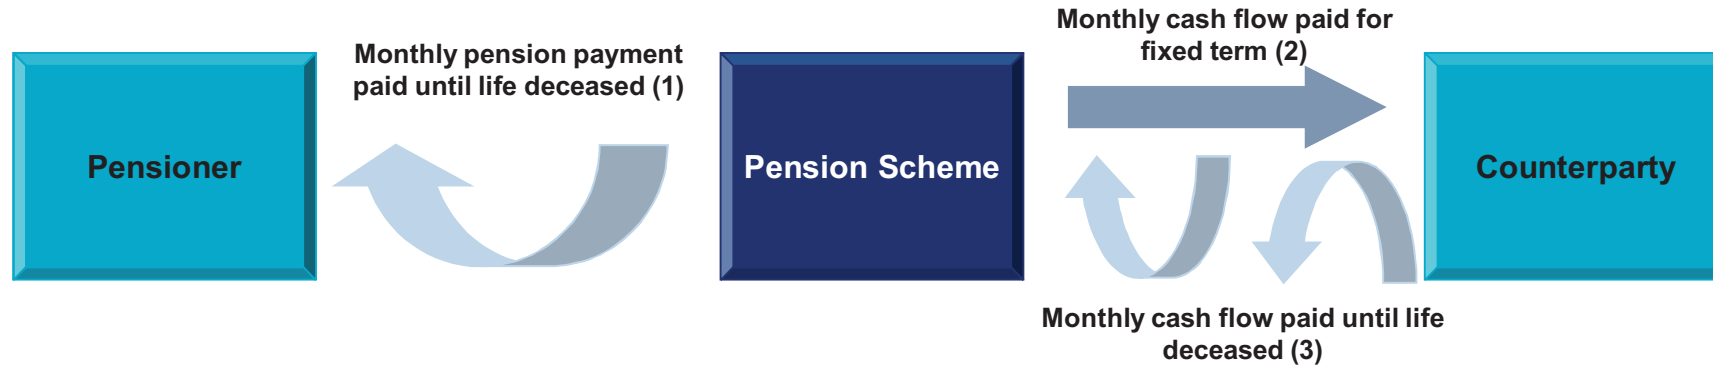 Pensioner
Monthly pension payment
paid until life deceased (1)
Pension Scheme
Monthly cash flow paid for
fixed term (2)
Monthly cash flow paid until life
deceased (3)
Counterparty